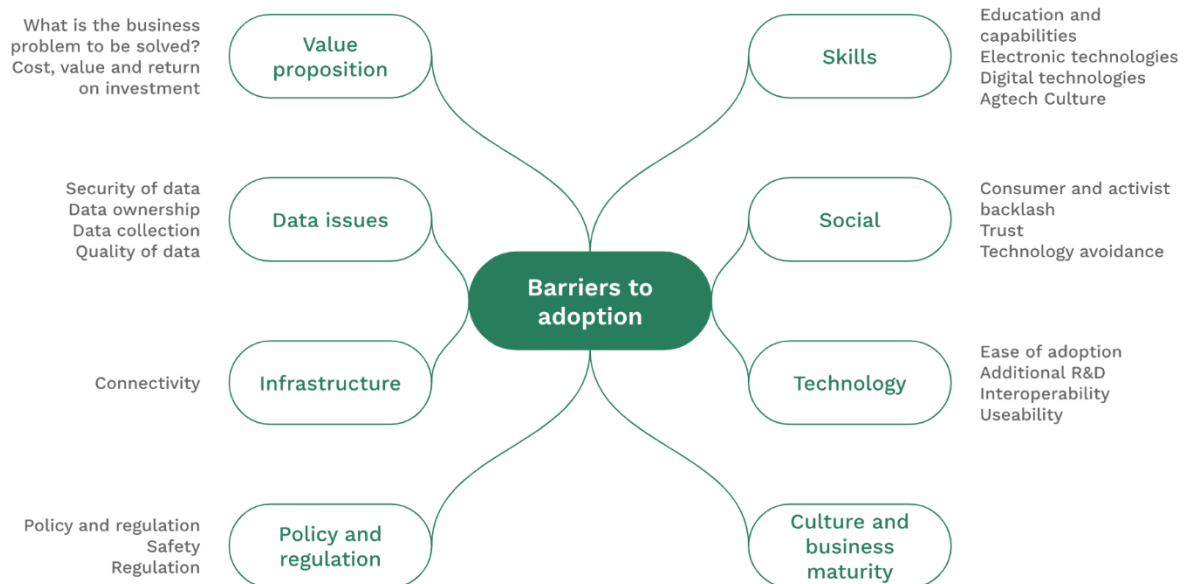 What is the business
problem to be solved?
Cost, value and return
on investment
Value
proposition
Security of data
Data ownership
Data collection
Quality of data
Data issues
Connectivity
Infrastructure
Policy and regulation
Safety
Regulation
Policy and
regulation
Barriers to
adoption
Skills
Education and
capabilities
Electronic technologies
Digital technologies
Agtech Culture
Social
Consumer and activist
backlash
Trust
Technology avoidance
Technology
Ease of adoption
Additional R&D
Interoperability
Useability
Culture and
business
maturity